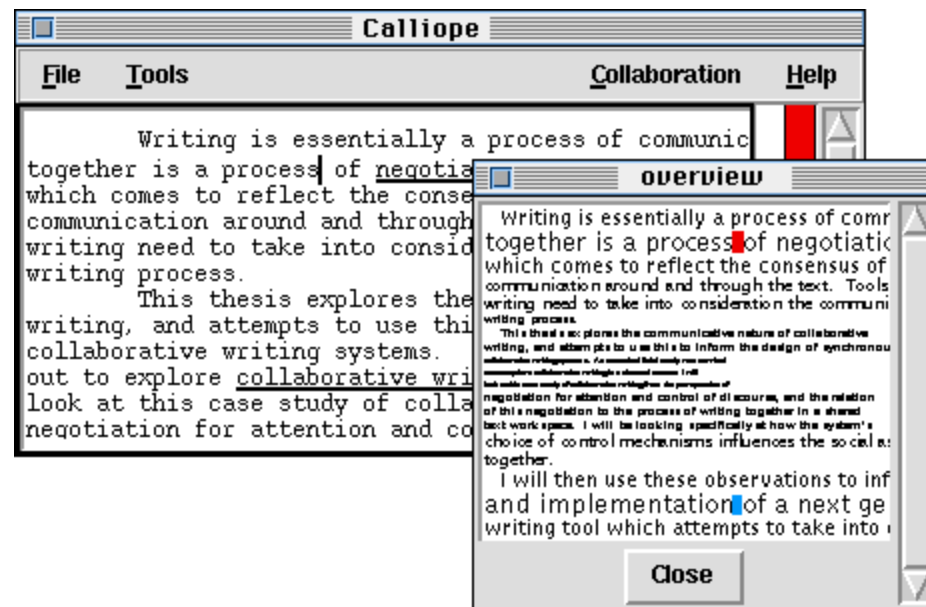 Calliope
File Tools Collaboration Help
Writing is essentially a process of communic
together is a process of negotia
which comes to reflect the conse
communication around and through
writing need to take into consid
writing process.
This thesis explores the
writing, and attempts to use thi
collaborative writing systems.
out to explore collaborative wri
look at this case study of colla
negotiation for attention and co
overview
Writing is essentially a process of comm
together is a process of negotiatio
which comes to reflect the consensus of
communication around and through the text. Tools
writing need to take into consideration the communi
writing process.
This thesis explores the communicative nature of collaborative
writing, and attempts to use this to inform the design of synchronou
negotiation for attention and control of discourse, and the relation
of this negotiation to the process of writing together in a shared
text workspace. I will be looking specifically at how the system's
choice of control mechanisms influences the social as
together.
I will then use these observations to inf
and implementation of a next ge
writing tool which attempts to take into
Close